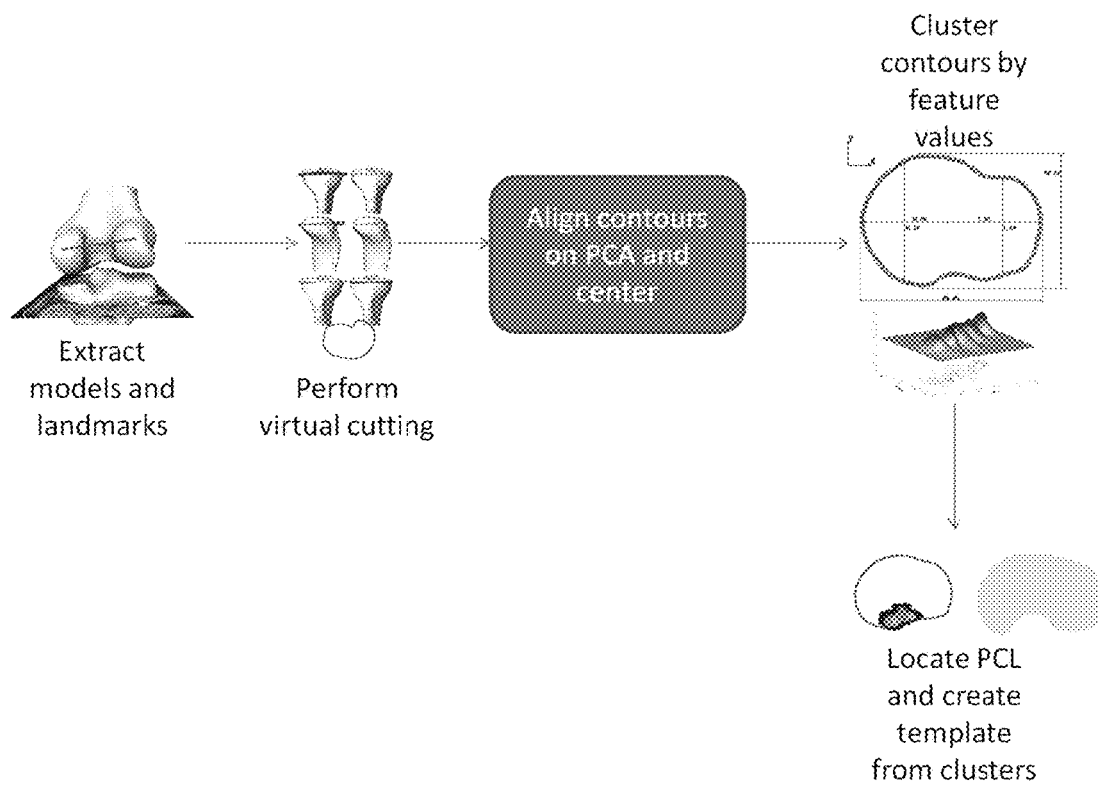 Extract
models and
landmarks
Perform
virtual cutting
Align contours
on PCA and
center
Cluster
contours by
feature
values
Locate PCL
and create
template
from clusters